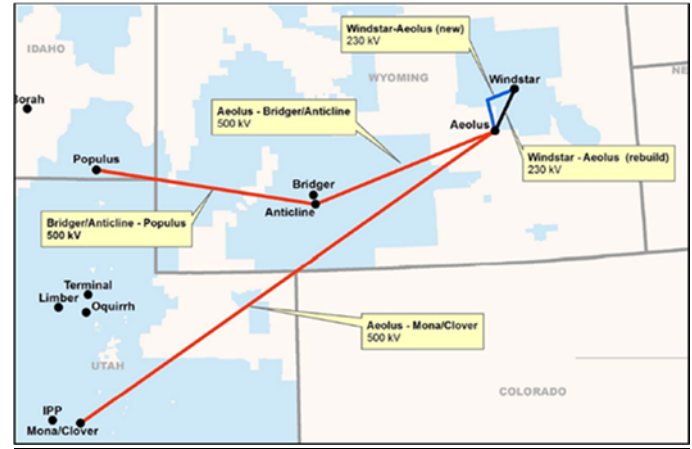 Windstar-Aeolus (new)
230 kV
IDAHO
WYOMING
NE
Windstar
Borah
Aeolus - Bridger/Anticline
500 kV
Aeolus
Populus
Windstar - Aeolus (rebuild)
230 kV
Bridger
Anticline
Bridger/Anticline - Populus
500 kV
Terminal
Limber
Oquirrh
Aeolus - Mona/Clover
500 kV
UTAH
COLORADO
IPP
Mona/Clover